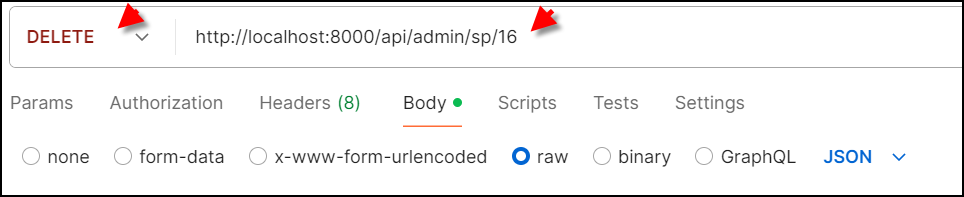 DELETE http://localhost:8000/api/admin/sp/16
Params Authorization Headers (8) Body Scripts Tests Settings
none form-data x-www-form-urlencoded raw binary GraphQL JSON